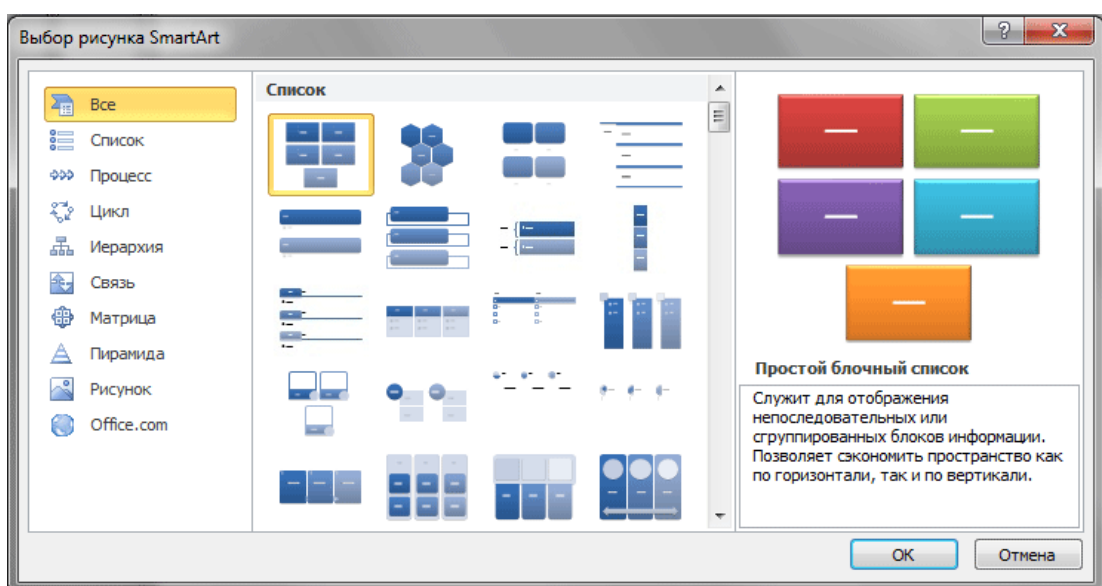 Выбор рисунка SmartArt
?
X
Все
Список
Процесс
Цикл
Иерархия
Связь
Матрица
Пирамида
Рисунок
Office.com
Список
Простой блочный список
Служит для отображения
непоследовательных или
сгруппированных блоков информации.
Позволяет сэкономить пространство как
по горизонтали, так и по вертикали.
ОК
Отмена